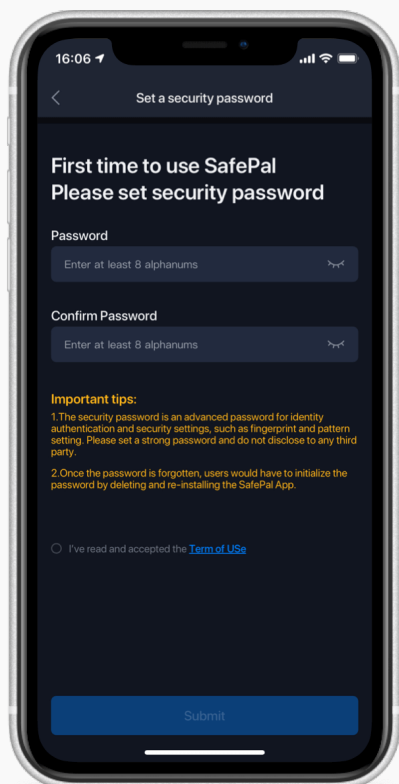 16:06
Set a security password
First time to use SafePal
Please set security password
Password
Enter at least 8 alphanums
Confirm Password
Enter at least 8 alphanums
Important tips:
1.The security password is an advanced password for identity
authentication and security settings, such as fingerprint and pattern
setting. Please set a strong password and do not disclose to any third
party.
2.Once the password is forgotten, users would have to initialize the
password by deleting and re-installing the SafePal App.
I've read and accepted the Term of USe
Submit